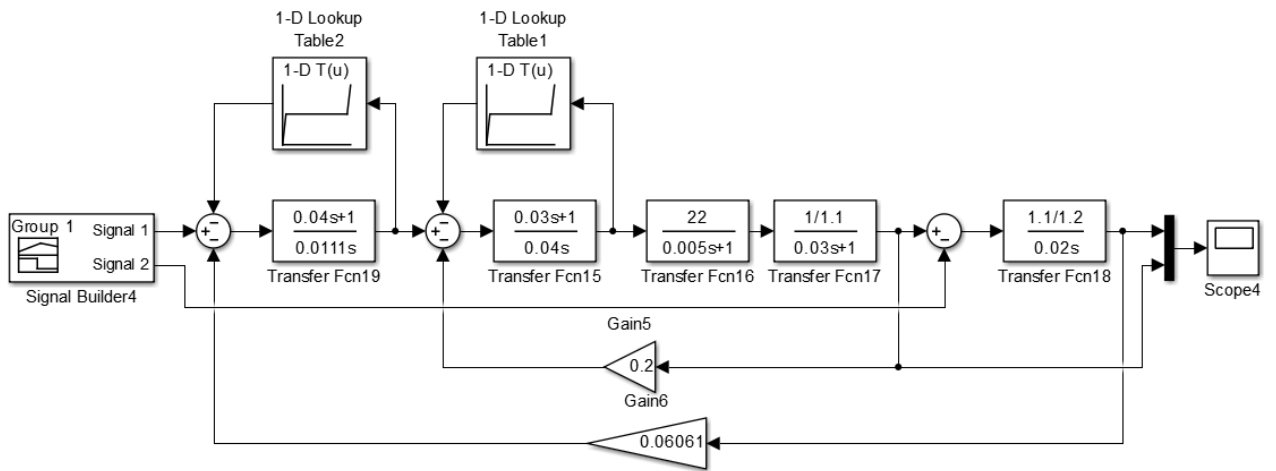 1-D Lookup
Table2
1-D Lookup
Table1
1-D T(u)
1-D T(u)
Group 1
Signal 1
Signal 2
Signal Builder4
+
−
−
0.04s+1
0.0111s
Transfer Fcn19
+
−
−
0.03s+1
0.04s
Transfer Fcn15
22
0.005s+1
Transfer Fcn16
1/1.1
0.03s+1
Transfer Fcn17
+
−
1.1/1.2
0.02s
Transfer Fcn18
Scope4
Gain5
0.2
Gain6
0.06061